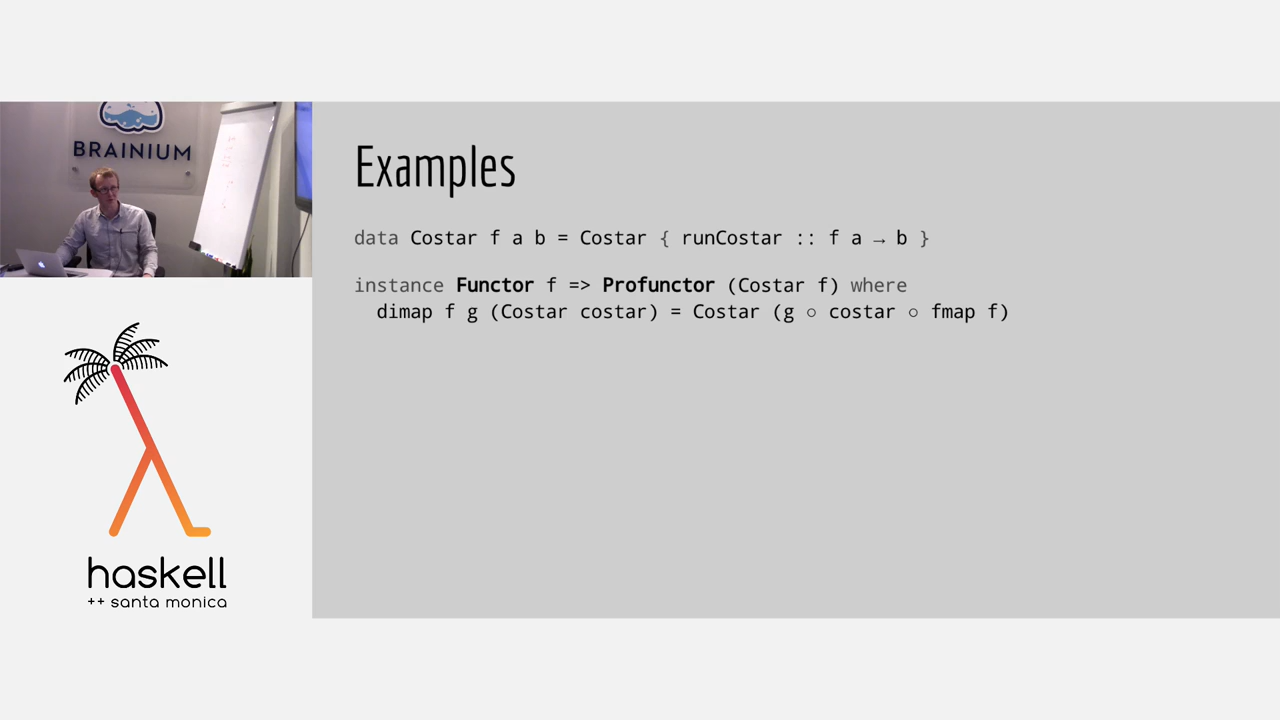 BRAINIUM
Examples
data Costar f a b = Costar { runCostar :: f a → b }
instance Functor f => Profunctor (Costar f) where
dimap f g (Costar costar) = Costar (g ○ costar ○ fmap f)
haskell
++ santa monica